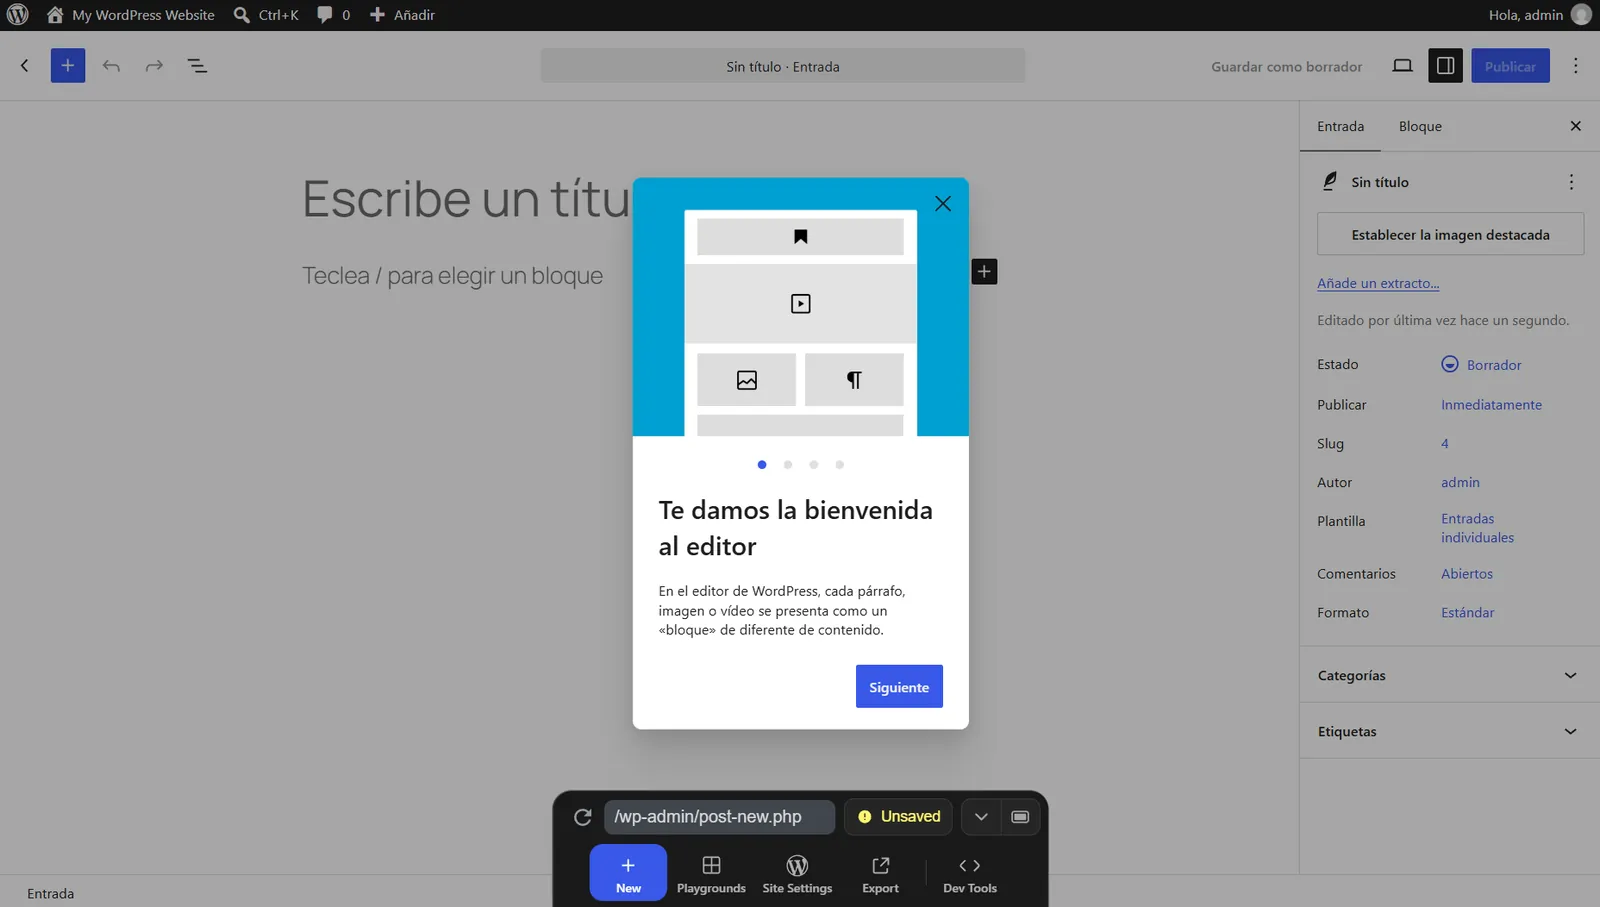 My WordPress Website
Ctrl+K
0
Añadir
Hola, admin
Sin título · Entrada
Guardar como borrador
Publicar
Entrada
Bloque
Escribe un títu
Teclea / para elegir un bloque
Sin título
Establecer la imagen destacada
Añade un extracto...
Editado por última vez hace un segundo.
Estado
Borrador
Publicar
Inmediatamente
Slug
4
Autor
admin
Plantilla
Entradas
individuales
Comentarios
Abiertos
Formato
Estándar
Categorías
Etiquetas
Te damos la bienvenida
al editor
En el editor de WordPress, cada párrafo,
imagen o vídeo se presenta como un
«bloque» de diferente de contenido.
Siguiente
/wp-admin/post-new.php
Unsaved
New
Playgrounds
Site Settings
Export
Dev Tools
Entrada